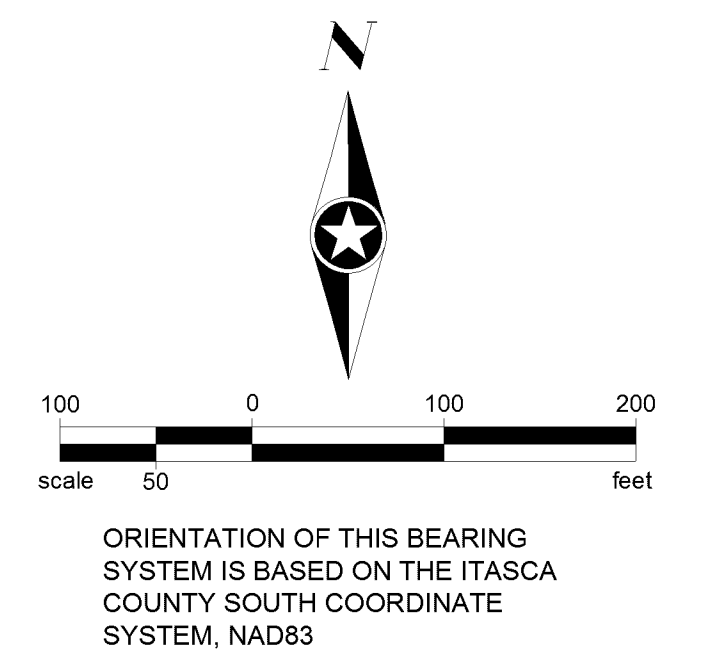 N
100 0 100 200
scale 50 feet
ORIENTATION OF THIS BEARING
SYSTEM IS BASED ON THE ITASCA
COUNTY SOUTH COORDINATE
SYSTEM, NAD83